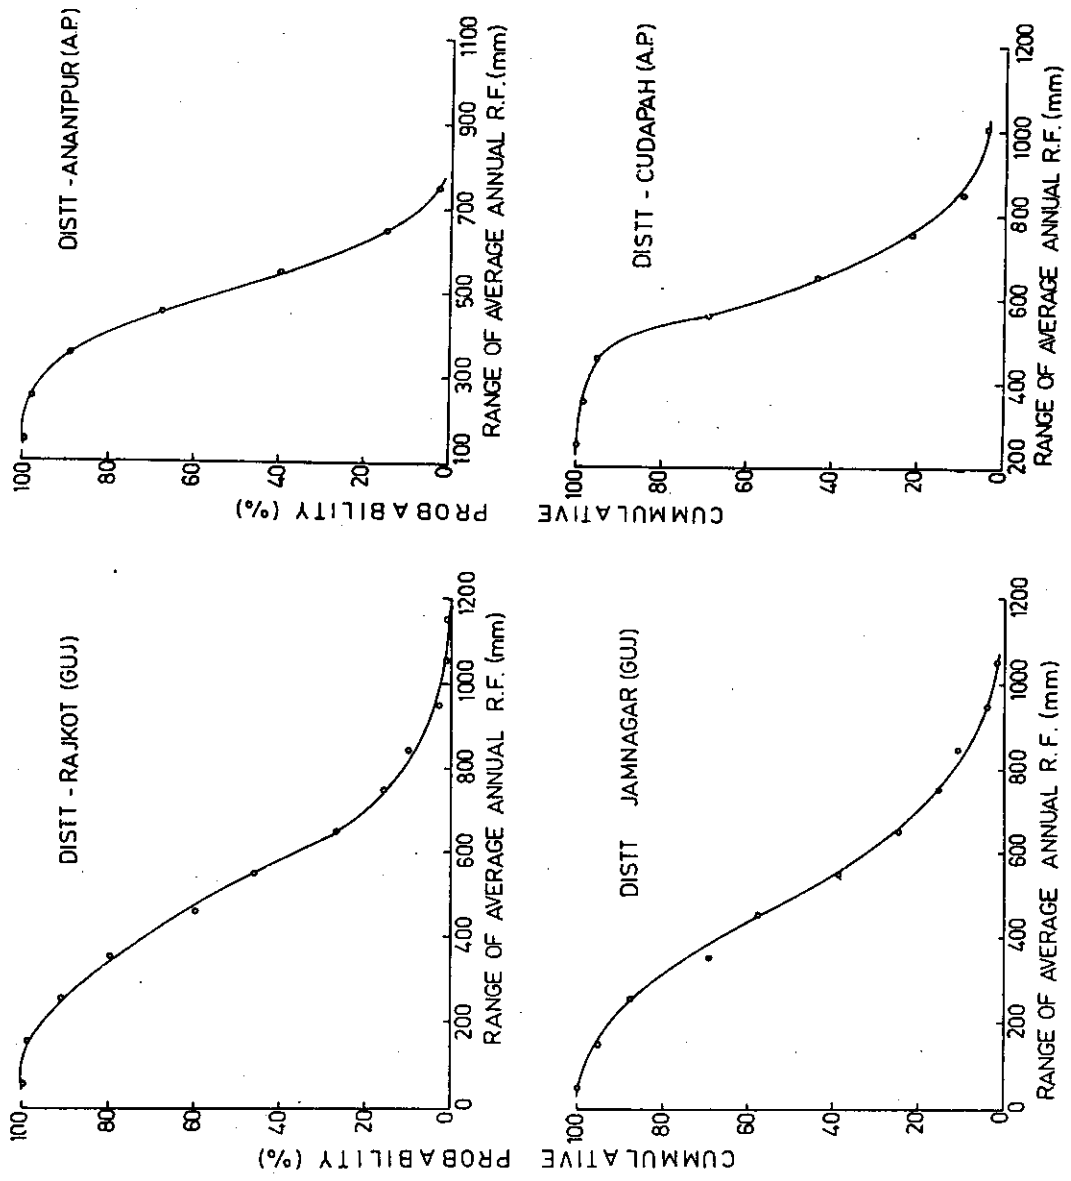 DISTT - RAJKOT (GUJ)
100
80
60
40
20
0
CUMMULATIVE PROBABILITY (%)
0 200 400 600 800 1000 1200
RANGE OF AVERAGE ANNUAL R.F. (mm)
DISTT - ANANTPUR (A.P.)
100
80
60
40
20
0
PROBABILITY (%)
100 300 500 700 900 1100
RANGE OF AVERAGE ANNUAL R.F. (mm)
DISTT JAMNAGAR (GUJ)
100
80
60
40
20
0
0 200 400 600 800 1000 1200
RANGE OF AVERAGE ANNUAL R.F. (mm)
DISTT - CUDAPAH (A.P.)
100
80
60
40
20
0
CUMMULATIVE
200 400 600 800 1000 1200
RANGE OF AVERAGE ANNUAL R.F. (mm)